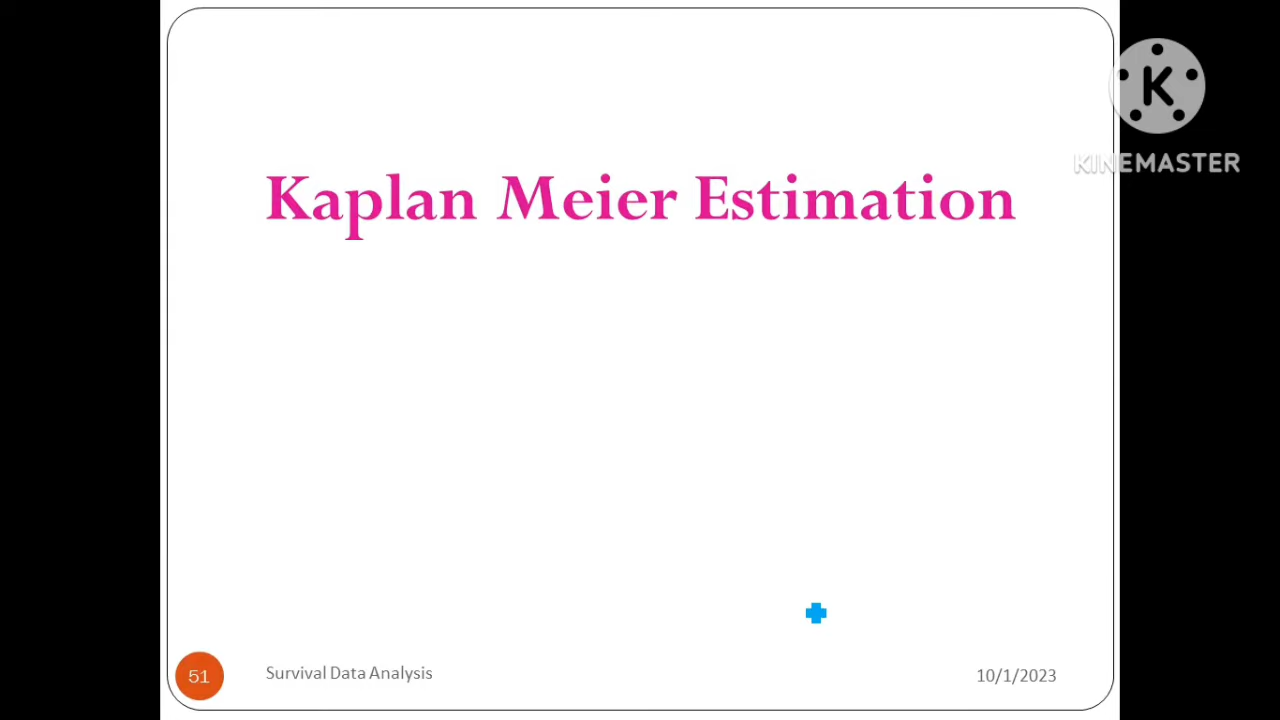 K
KINEMASTER
Kaplan Meier Estimation
51
Survival Data Analysis
10/1/2023